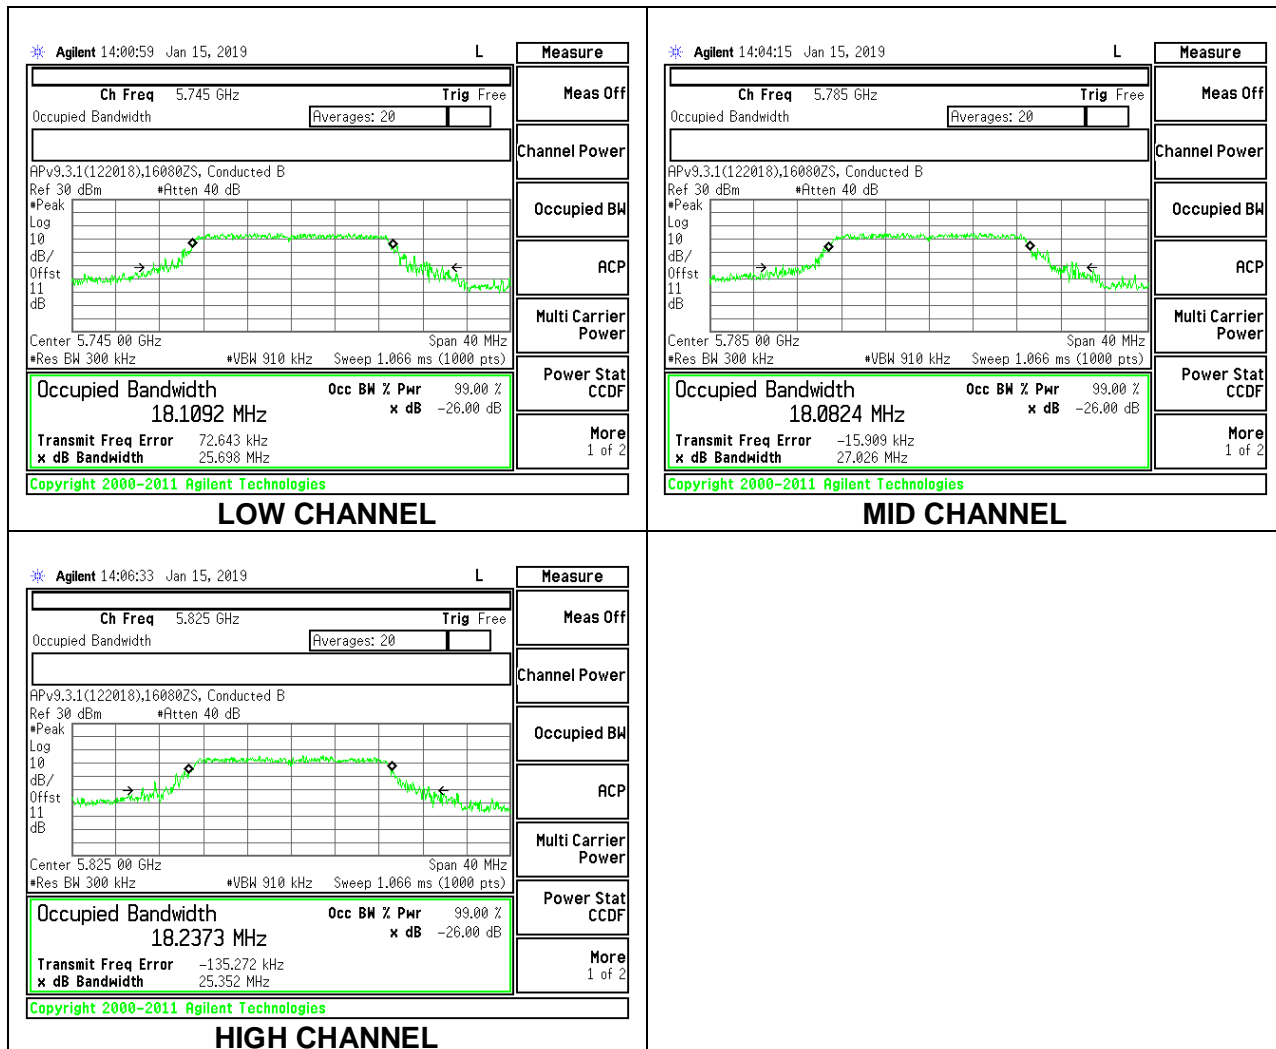 Agilent 14:00:59 Jan 15, 2019 L
Measure
Ch Freq 5.745 GHz Trig Free
Meas Off
Occupied Bandwidth Averages: 20
Channel Power
APv9.3.1(122018),16080ZS, Conducted B
Ref 30 dBm #Atten 40 dB
#Peak
Log
10
dB/
Offst
11
dB
Occupied BW
ACP
Multi Carrier
Power
Center 5.745 00 GHz Span 40 MHz
#Res BW 300 kHz #VBW 910 kHz Sweep 1.066 ms (1000 pts)
Power Stat
CCDF
Occupied Bandwidth Occ BW % Pwr 99.00 %
18.1092 MHz x dB -26.00 dB
More
1 of 2
Transmit Freq Error 72.643 kHz
x dB Bandwidth 25.698 MHz
Copyright 2000-2011 Agilent Technologies
LOW CHANNEL
Agilent 14:04:15 Jan 15, 2019 L
Measure
Ch Freq 5.785 GHz Trig Free
Meas Off
Occupied Bandwidth Averages: 20
Channel Power
APv9.3.1(122018),16080ZS, Conducted B
Ref 30 dBm #Atten 40 dB
#Peak
Log
10
dB/
Offst
11
dB
Occupied BW
ACP
Multi Carrier
Power
Center 5.785 00 GHz Span 40 MHz
#Res BW 300 kHz #VBW 910 kHz Sweep 1.066 ms (1000 pts)
Power Stat
CCDF
Occupied Bandwidth Occ BW % Pwr 99.00 %
18.0824 MHz x dB -26.00 dB
More
1 of 2
Transmit Freq Error -15.909 kHz
x dB Bandwidth 27.026 MHz
Copyright 2000-2011 Agilent Technologies
MID CHANNEL
Agilent 14:06:33 Jan 15, 2019 L
Measure
Ch Freq 5.825 GHz Trig Free
Meas Off
Occupied Bandwidth Averages: 20
Channel Power
APv9.3.1(122018),16080ZS, Conducted B
Ref 30 dBm #Atten 40 dB
#Peak
Log
10
dB/
Offst
11
dB
Occupied BW
ACP
Multi Carrier
Power
Center 5.825 00 GHz Span 40 MHz
#Res BW 300 kHz #VBW 910 kHz Sweep 1.066 ms (1000 pts)
Power Stat
CCDF
Occupied Bandwidth Occ BW % Pwr 99.00 %
18.2373 MHz x dB -26.00 dB
More
1 of 2
Transmit Freq Error -135.272 kHz
x dB Bandwidth 25.352 MHz
Copyright 2000-2011 Agilent Technologies
HIGH CHANNEL